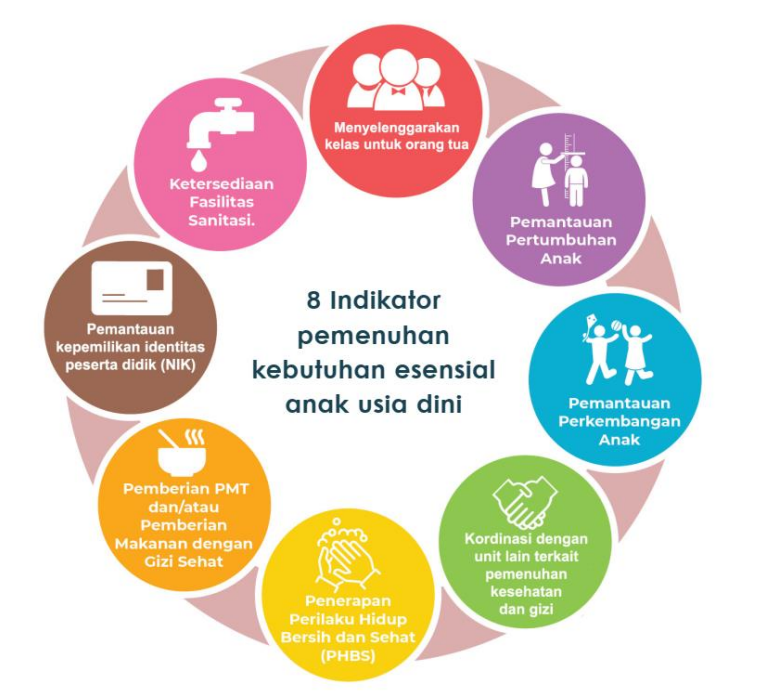 Menyelenggarakan
kelas untuk orang tua
Pemantauan
Pertumbuhan
Anak
Pemantauan
Perkembangan
Anak
Kordinasi dengan
unit lain terkait
pemenuhan
kesehatan
dan gizi
Penerapan
Perilaku Hidup
Bersih dan Sehat
(PHBS)
Pemberian PMT
dan/atau
Pemberian
Makanan dengan
Gizi Sehat
Pemantauan
kepemilikan identitas
peserta didik (NIK)
Ketersediaan
Fasilitas
Sanitasi.
8 Indikator
pemenuhan
kebutuhan esensial
anak usia dini